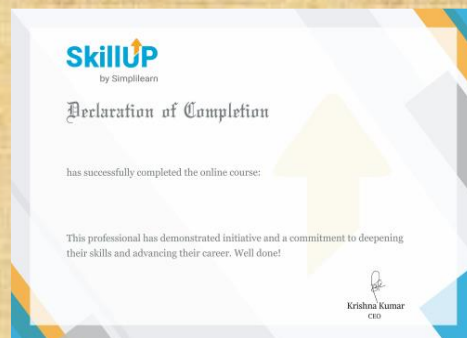 SkillUP
by Simplilearn
Declaration of Completion
has successfully completed the online course:
This professional has demonstrated initiative and a commitment to deepening
their skills and advancing their career. Well done!
Krishna Kumar
CEO